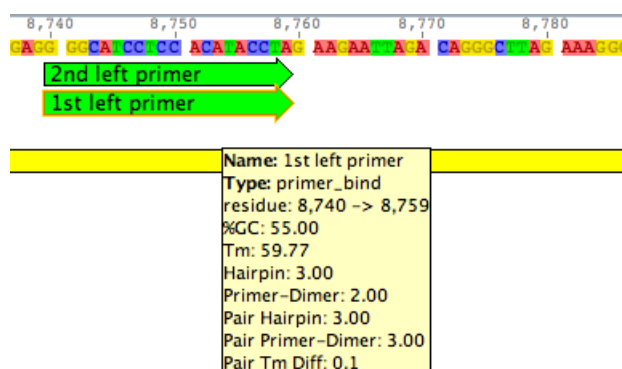 8,740 8,750 8,760 8,770 8,780
GAGG GGCATCCTCC ACATACCTAG AAGAATTAGA CAGGGCTTAG AAAGGG
2nd left primer
1st left primer
Name: 1st left primer
Type: primer_bind
residue: 8,740 -> 8,759
%GC: 55.00
Tm: 59.77
Hairpin: 3.00
Primer-Dimer: 2.00
Pair Hairpin: 3.00
Pair Primer-Dimer: 3.00
Pair Tm Diff: 0.1